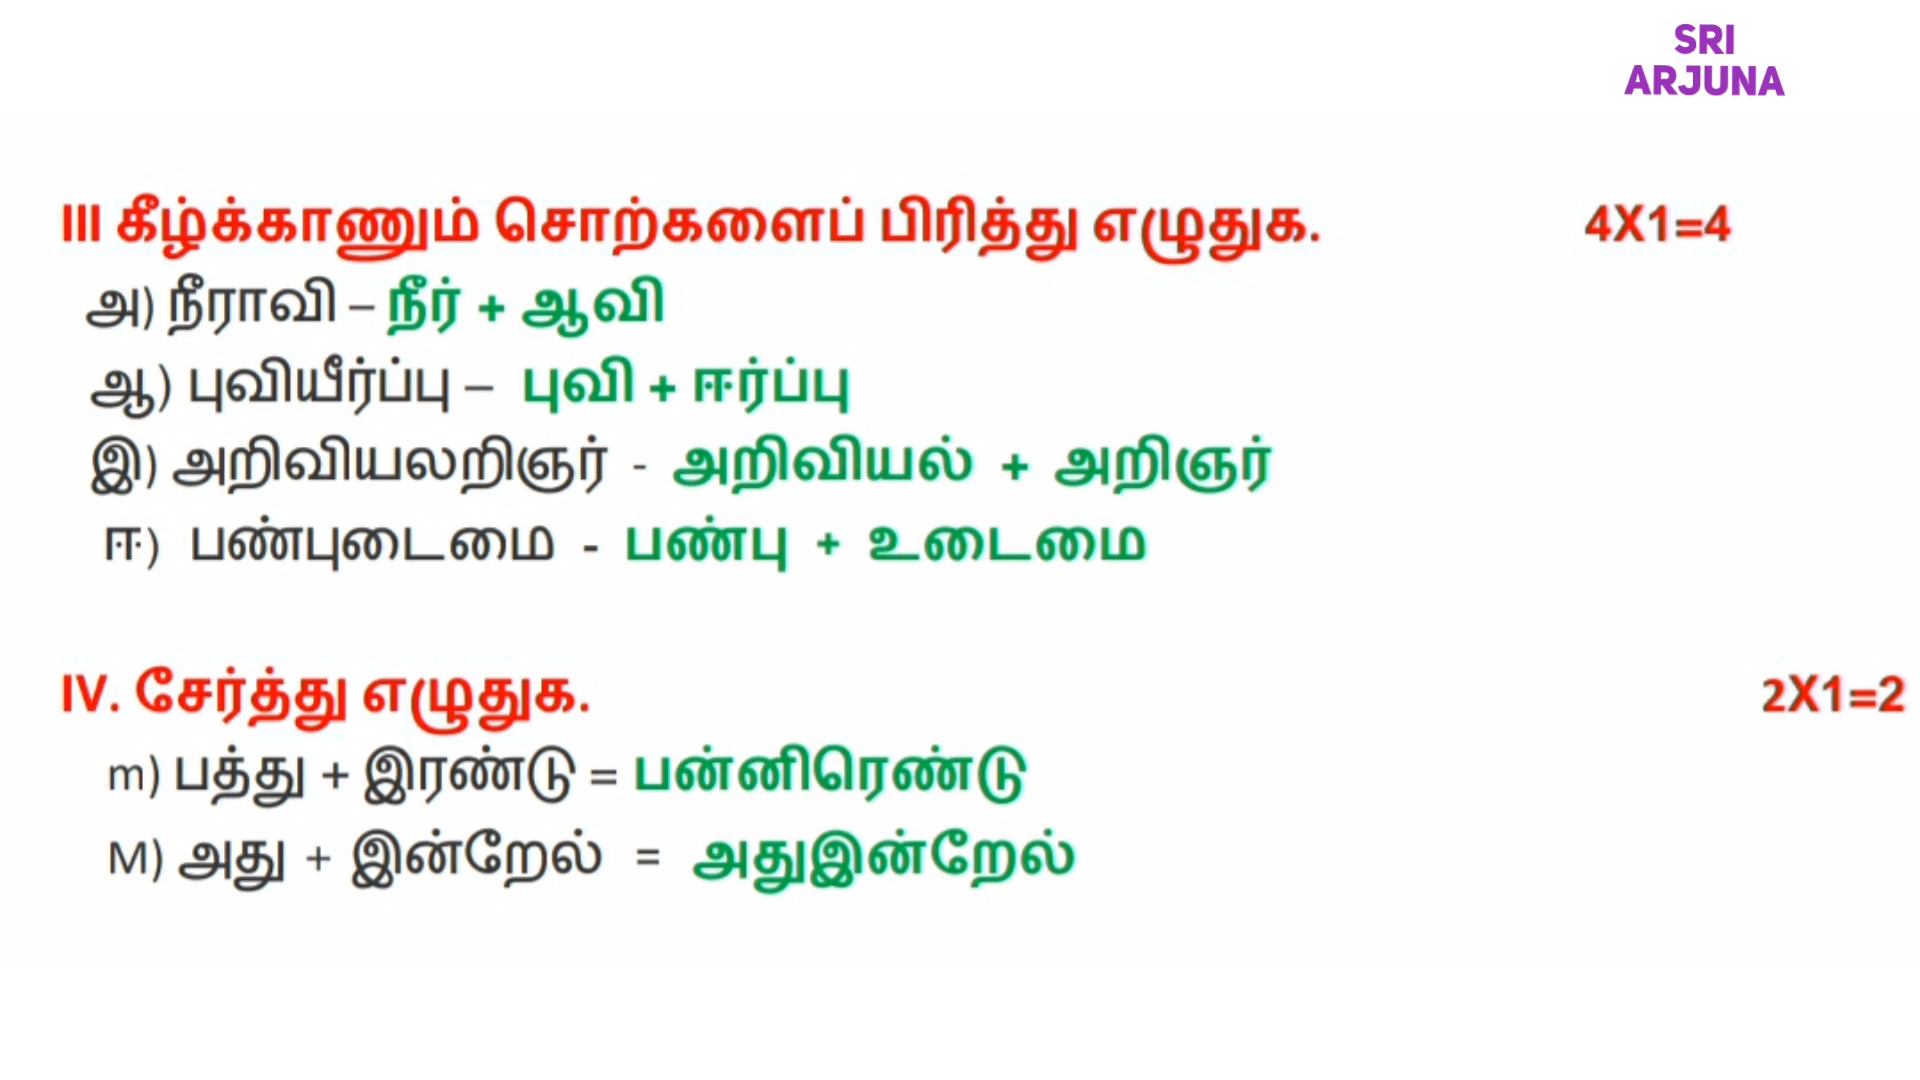 SRI
ARJUNA
III கீழ்க்காணும் சொற்களைப் பிரித்து எழுதுக. 4X1=4
அ) நீராவி – நீர் + ஆவி
ஆ) புவியீர்ப்பு – புவி + ஈர்ப்பு
இ) அறிவியலறிஞர் - அறிவியல் + அறிஞர்
ஈ) பண்புடைமை - பண்பு + உடைமை
IV. சேர்த்து எழுதுக. 2X1=2
m) பத்து + இரண்டு = பன்னிரெண்டு
M) அது + இன்றேல் = அதுஇன்றேல்